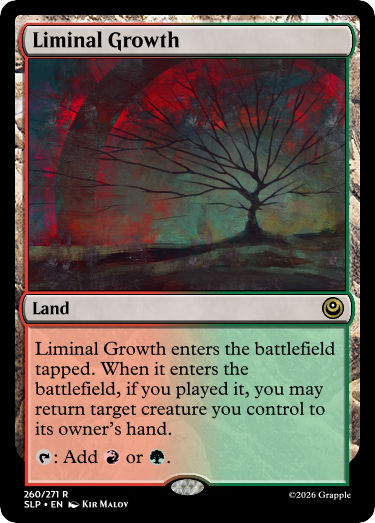 Liminal Growth
Land
Liminal Growth enters the battlefield
tapped. When it enters the
battlefield, if you played it, you may
return target creature you control to
its owner's hand.
: Add or .
260/271 R
SLP • EN Kir Malov
©2026 Grapple